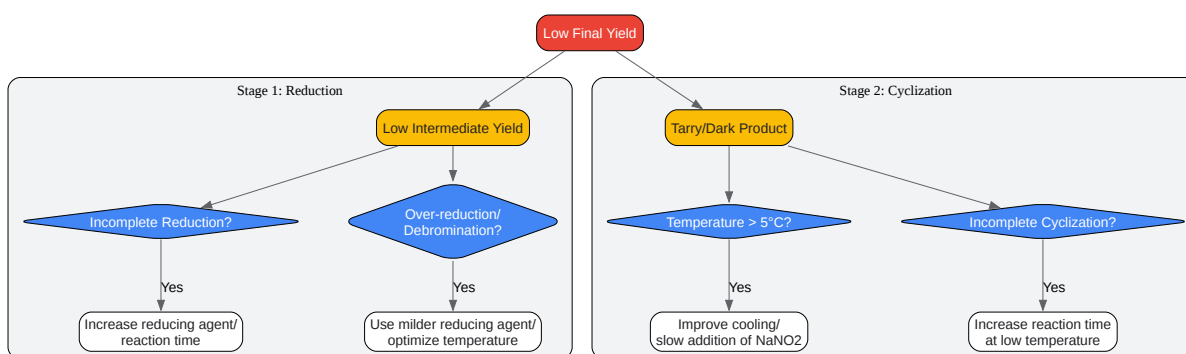 Low Final Yield
Stage 1: Reduction
Stage 2: Cyclization
Low Intermediate Yield
Tarry/Dark Product
Incomplete Reduction?
Over-reduction/
Debromination?
Temperature > 5°C?
Incomplete Cyclization?
Yes
Yes
Yes
Yes
Increase reducing agent/
reaction time
Use milder reducing agent/
optimize temperature
Improve cooling/
slow addition of NaNO2
Increase reaction time
at low temperature